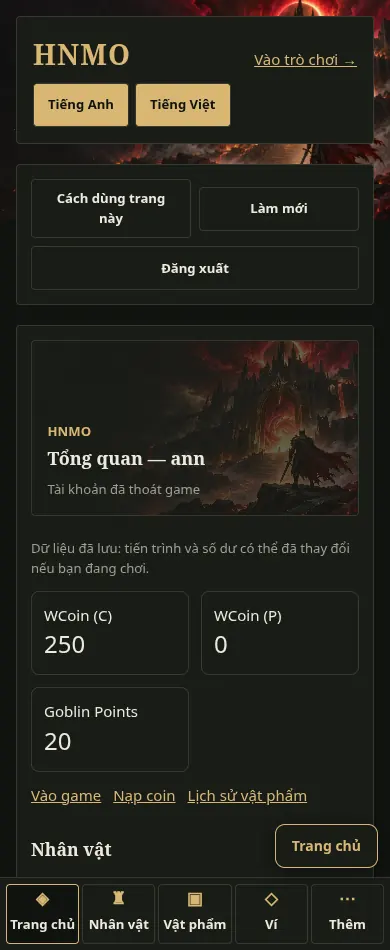 HNMO
Vào trò chơi →
Tiếng Anh
Tiếng Việt
Cách dùng trang
này
Làm mới
Đăng xuất
HNMO
Tổng quan — ann
Tài khoản đã thoát game
Dữ liệu đã lưu: tiến trình và số dư có thể đã thay đổi
nếu bạn đang chơi.
WCoin (C)
250
WCoin (P)
0
Goblin Points
20
Vào game Nạp coin Lịch sử vật phẩm
Nhân vật
Trang chủ
Trang chủ
Nhân vật
Vật phẩm
Ví
Thêm